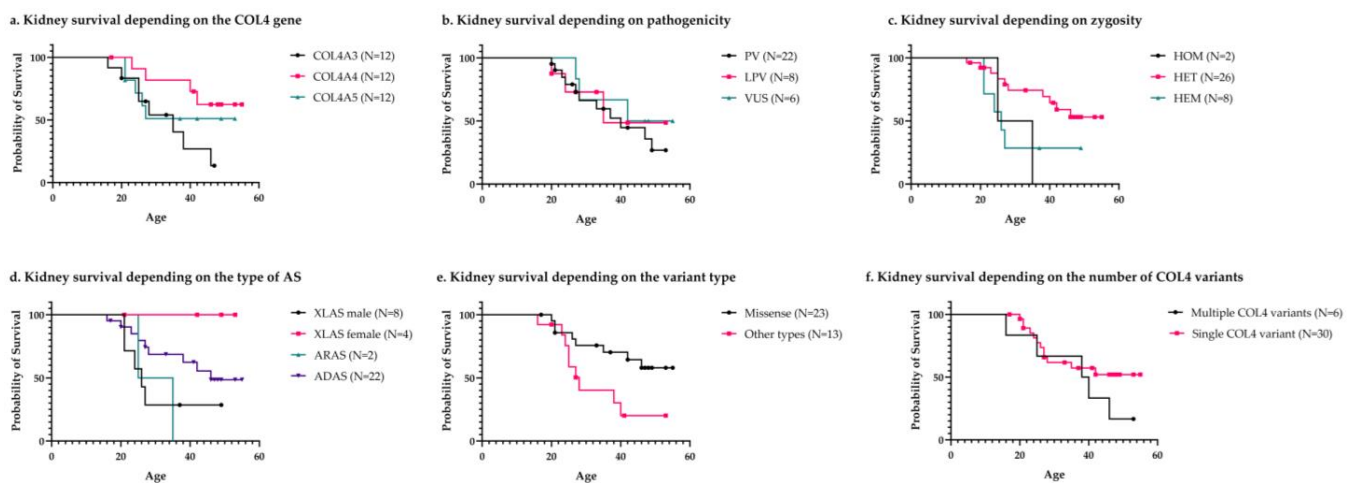 a. Kidney survival depending on the COL4 gene
Probability of Survival
100
50
0
0
20
40
60
Age
COL4A3 (N=12)
COL4A4 (N=12)
COL4A5 (N=12)
b. Kidney survival depending on pathogenicity
Probability of Survival
100
50
0
0
20
40
60
Age
PV (N=22)
LPV (N=8)
VUS (N=6)
c. Kidney survival depending on zygosity
Probability of Survival
100
50
0
0
20
40
60
Age
HOM (N=2)
HET (N=26)
HEM (N=8)
d. Kidney survival depending on the type of AS
Probability of Survival
100
50
0
0
20
40
60
Age
XLAS male (N=8)
XLAS female (N=4)
ARAS (N=2)
ADAS (N=22)
e. Kidney survival depending on the variant type
Probability of Survival
100
50
0
0
20
40
60
Age
Missense (N=23)
Other types (N=13)
f. Kidney survival depending on the number of COL4 variants
Probability of Survival
100
50
0
0
20
40
60
Age
Multiple COL4 variants (N=6)
Single COL4 variant (N=30)